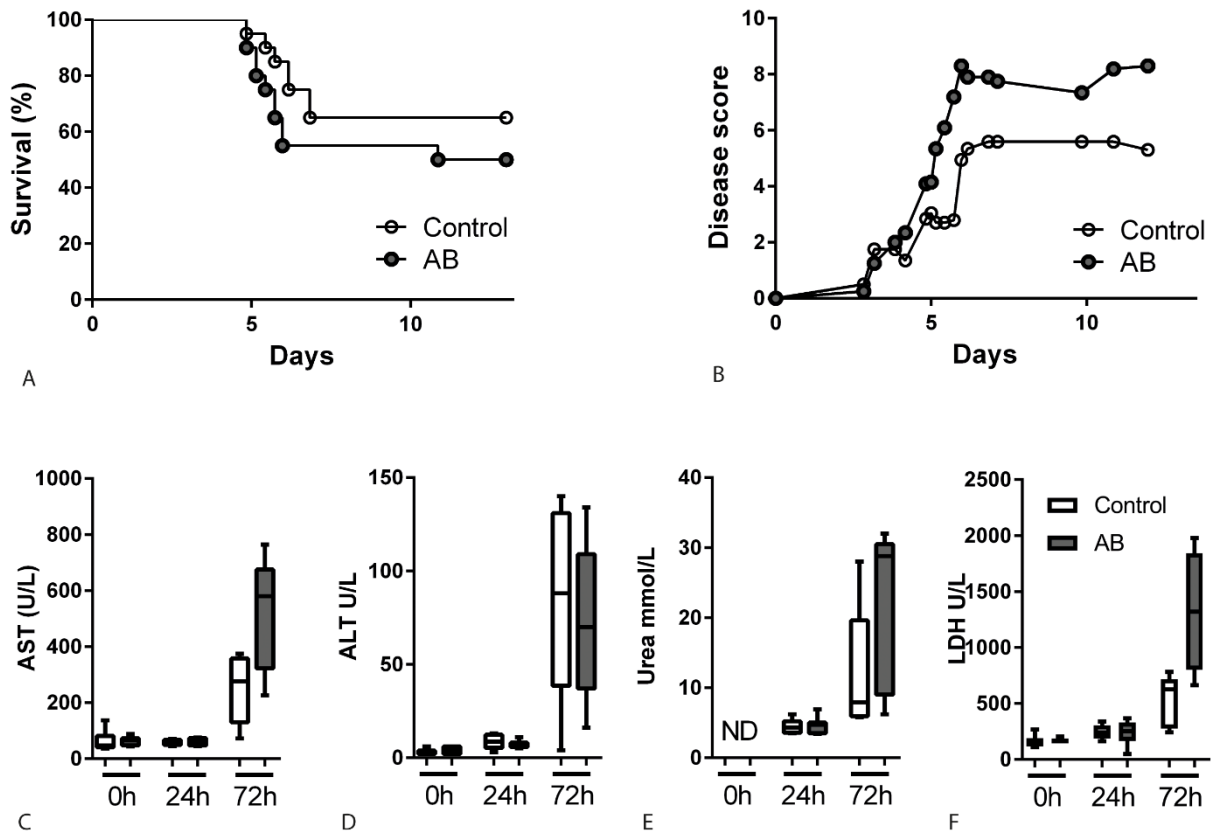 100
80
60
40
20
0
Survival (%)
Control
AB
0
5
10
Days
A
10
8
6
4
2
0
Disease score
Control
AB
0
5
10
Days
B
1000
800
600
400
200
0
AST (U/L)
0h
24h
72h
C
150
100
50
0
ALT U/L
0h
24h
72h
D
40
30
20
10
0
Urea mmol/L
ND
0h
24h
72h
E
2500
2000
1500
1000
500
0
LDH U/L
Control
AB
0h
24h
72h
F